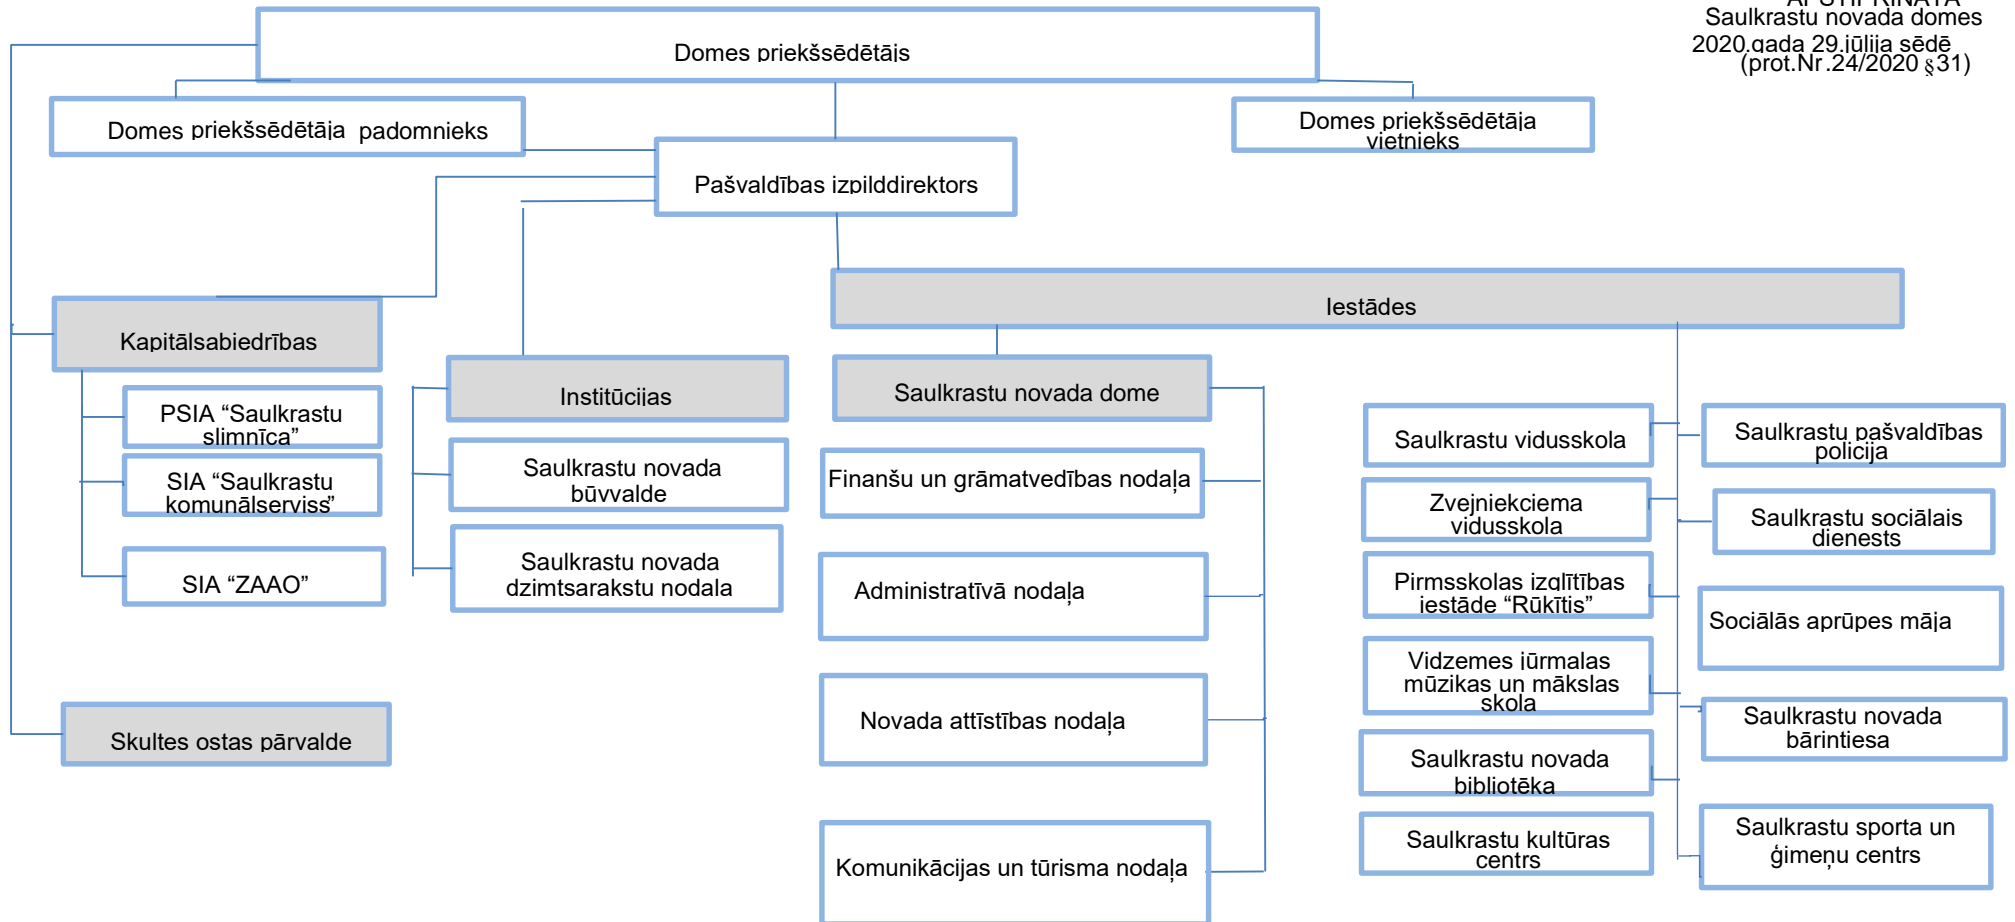 APSTIPRINĀTA
Saulkrastu novada domes
2020.gada 29.jūlija sēdē
(prot.Nr.24/2020 §31)
Domes priekšsēdētājs
Domes priekšsēdētāja padomnieks
Domes priekšsēdētāja
vietnieks
Pašvaldības izpilddirektors
Iestādes
Kapitālsabiedrības
PSIA “Saulkrastu
slimnīca”
SIA “Saulkrastu
komunālserviss”
SIA “ZAAO”
Skultes ostas pārvalde
Institūcijas
Saulkrastu novada
būvvalde
Saulkrastu novada
dzimtsarakstu nodaļa
Saulkrastu novada dome
Finanšu un grāmatvedības nodaļa
Administratīvā nodaļa
Novada attīstības nodaļa
Komunikācijas un tūrisma nodaļa
Saulkrastu vidusskola
Zvejniekciema
vidusskola
Pirmsskolas izglītības
iestāde “Rūķītis”
Vidzemes jūrmalas
mūzikas un mākslas
skola
Saulkrastu novada
bibliotēka
Saulkrastu kultūras
centrs
Saulkrastu pašvaldības
policija
Saulkrastu sociālais
dienests
Sociālās aprūpes māja
Saulkrastu novada
bāriņtiesa
Saulkrastu sporta un
ģimeņu centrs